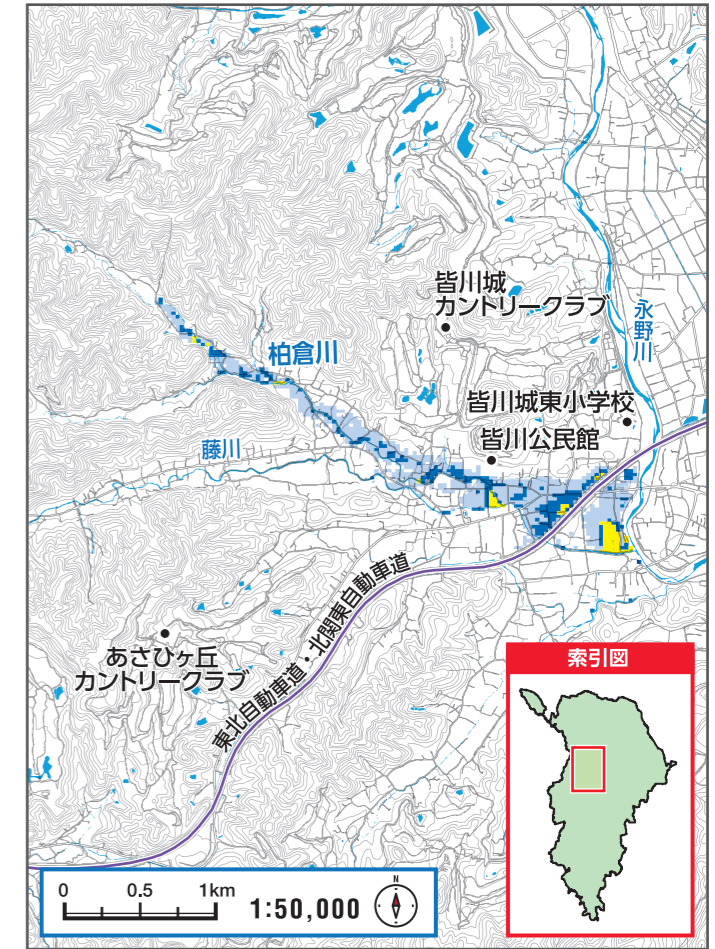 皆川城
カントリークラブ
永野川
柏倉川
皆川城東小学校
皆川公民館
藤川
東北自動車道・北関東自動車道
あさひヶ丘
カントリークラブ
索引図
0 0.5 1km
1:50,000
N